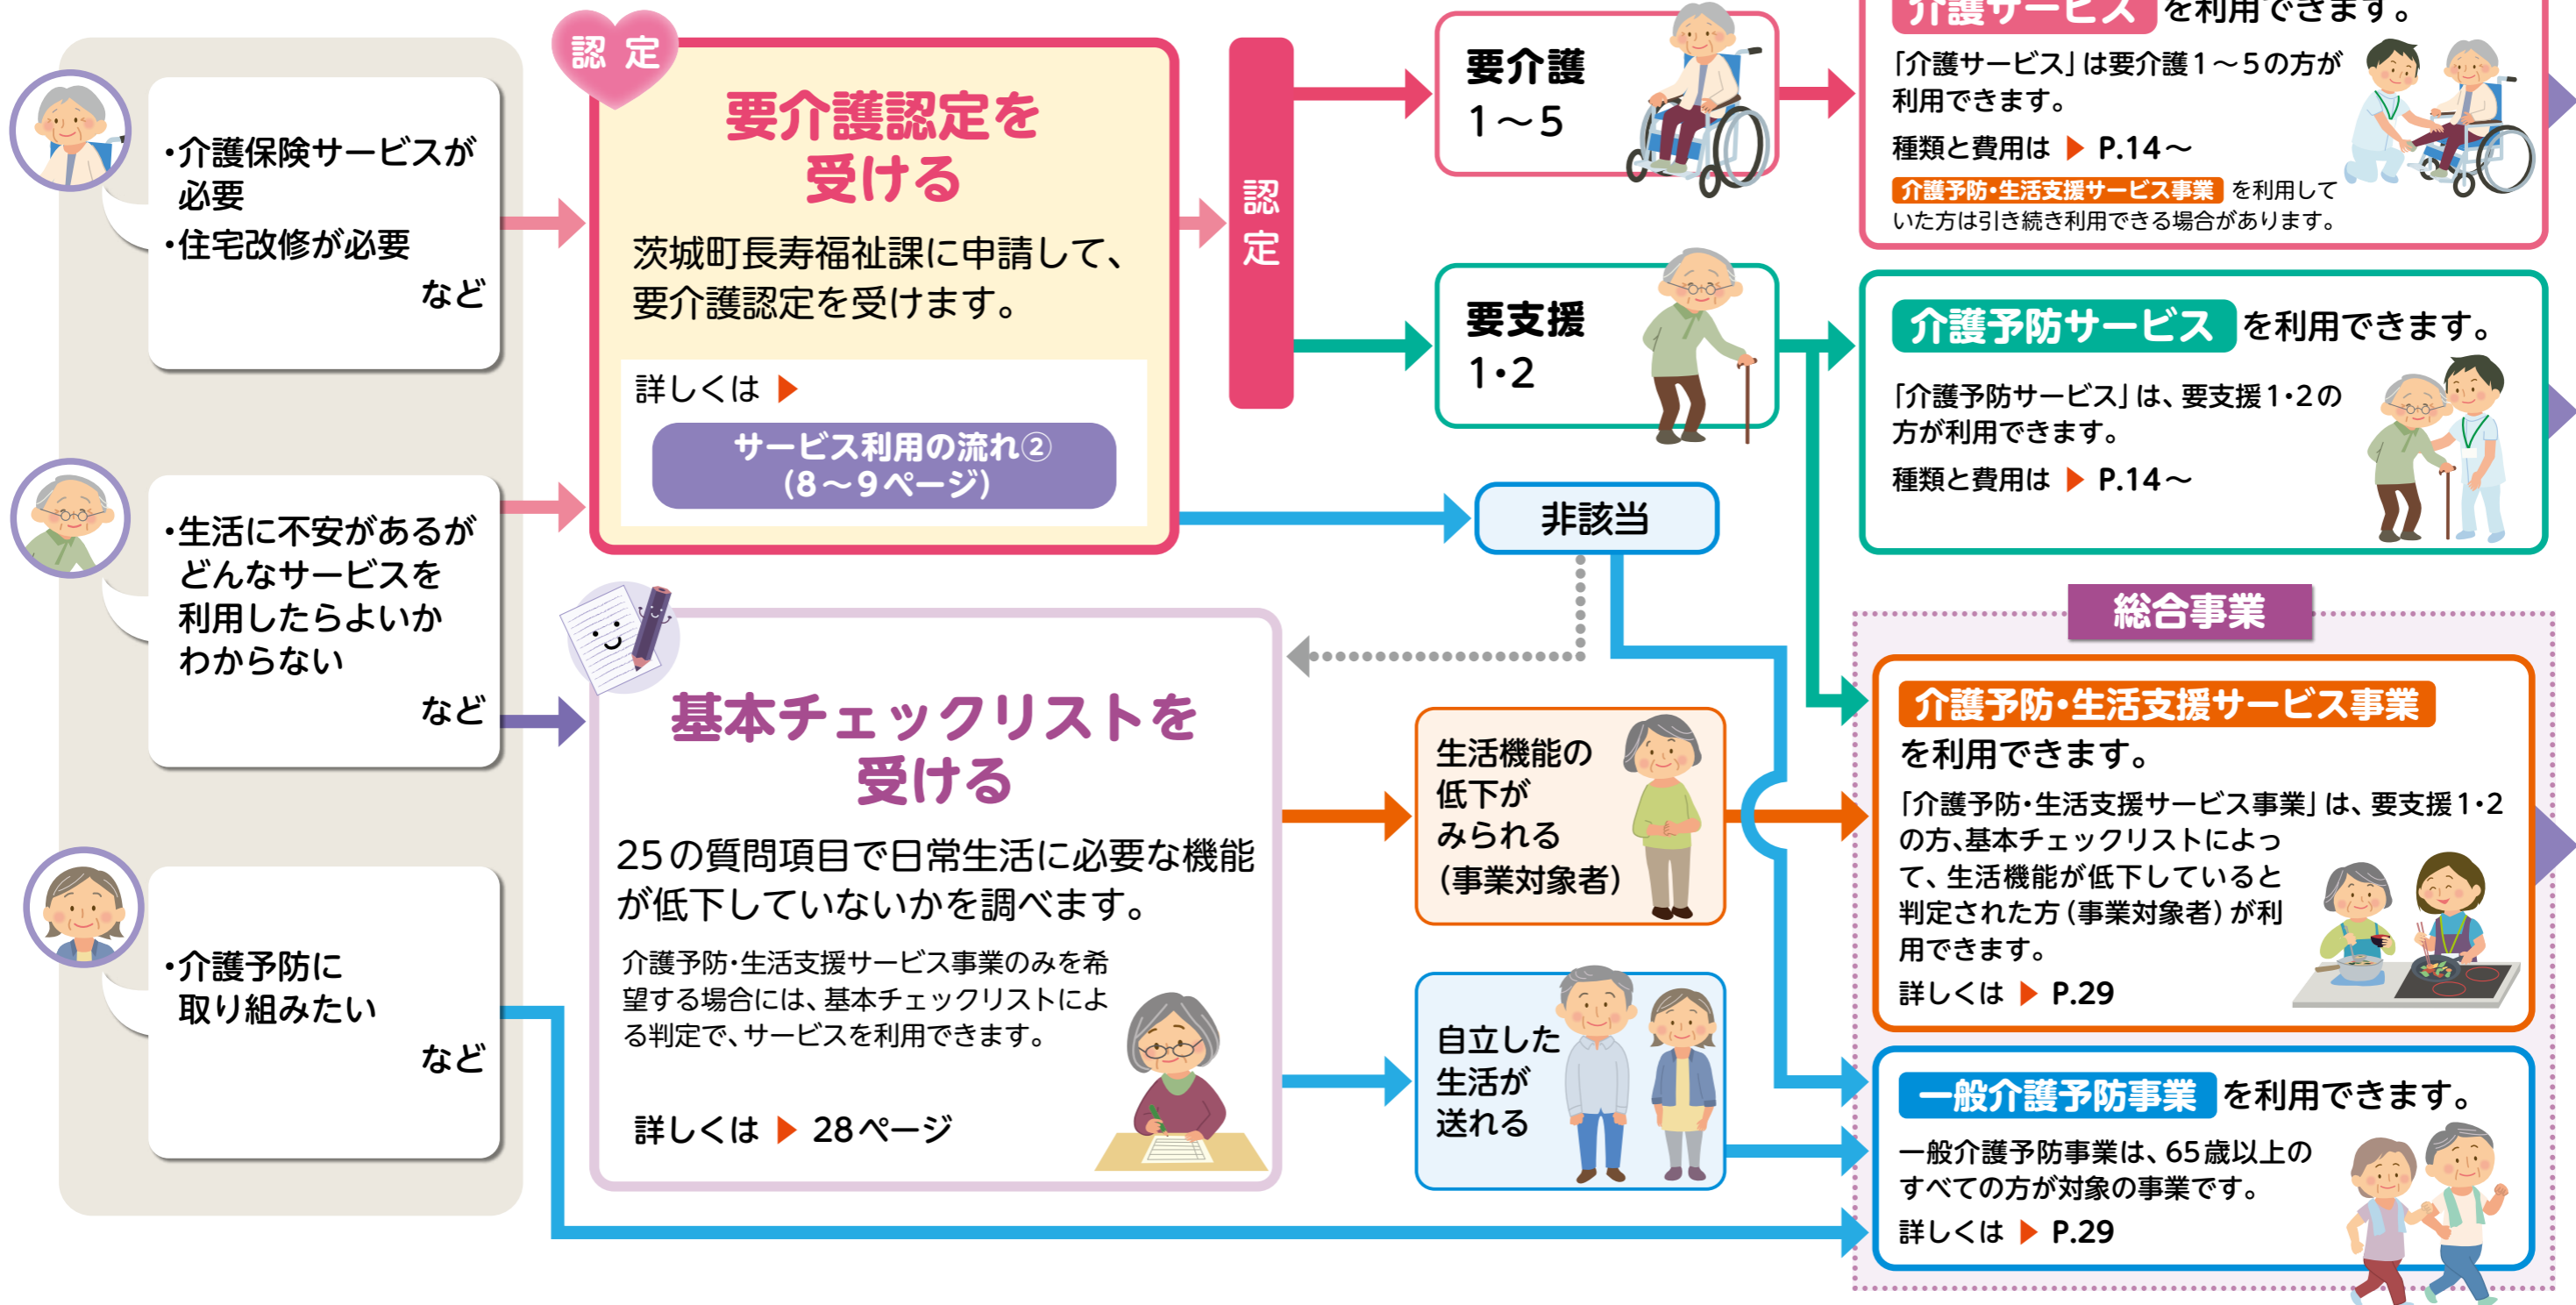 ・介護保険サービスが
必要
・住宅改修が必要
など
・生活に不安があるが
どんなサービスを
利用したらよいか
わからない
など
・介護予防に
取り組みたい
など
認 定
要介護認定を
受ける
茨城町長寿福祉課に申請して、
要介護認定を受けます。
詳しくは ▶
サービス利用の流れ②
(8～9ページ)
基本チェックリストを
受ける
25の質問項目で日常生活に必要な機能
が低下していないかを調べます。
介護予防・生活支援サービス事業のみを希
望する場合には、基本チェックリストによ
る判定で、サービスを利用できます。
詳しくは ▶ 28ページ
認
定
要介護
1～5
要支援
1・2
非該当
生活機能の
低下が
みられる
(事業対象者)
自立した
生活が
送れる
介護サービス を利用できます。
「介護サービス」は要介護1～5の方が
利用できます。
種類と費用は ▶ P.14～
介護予防・生活支援サービス事業 を利用して
いた方は引き続き利用できる場合があります。
介護予防サービス を利用できます。
「介護予防サービス」は、要支援1・2の
方が利用できます。
種類と費用は ▶ P.14～
総合事業
介護予防・生活支援サービス事業
を利用できます。
「介護予防・生活支援サービス事業」は、要支援1・2
の方、基本チェックリストによっ
て、生活機能が低下していると
判定された方(事業対象者)が利
用できます。
詳しくは ▶ P.29
一般介護予防事業 を利用できます。
一般介護予防事業は、65歳以上の
すべての方が対象の事業です。
詳しくは ▶ P.29